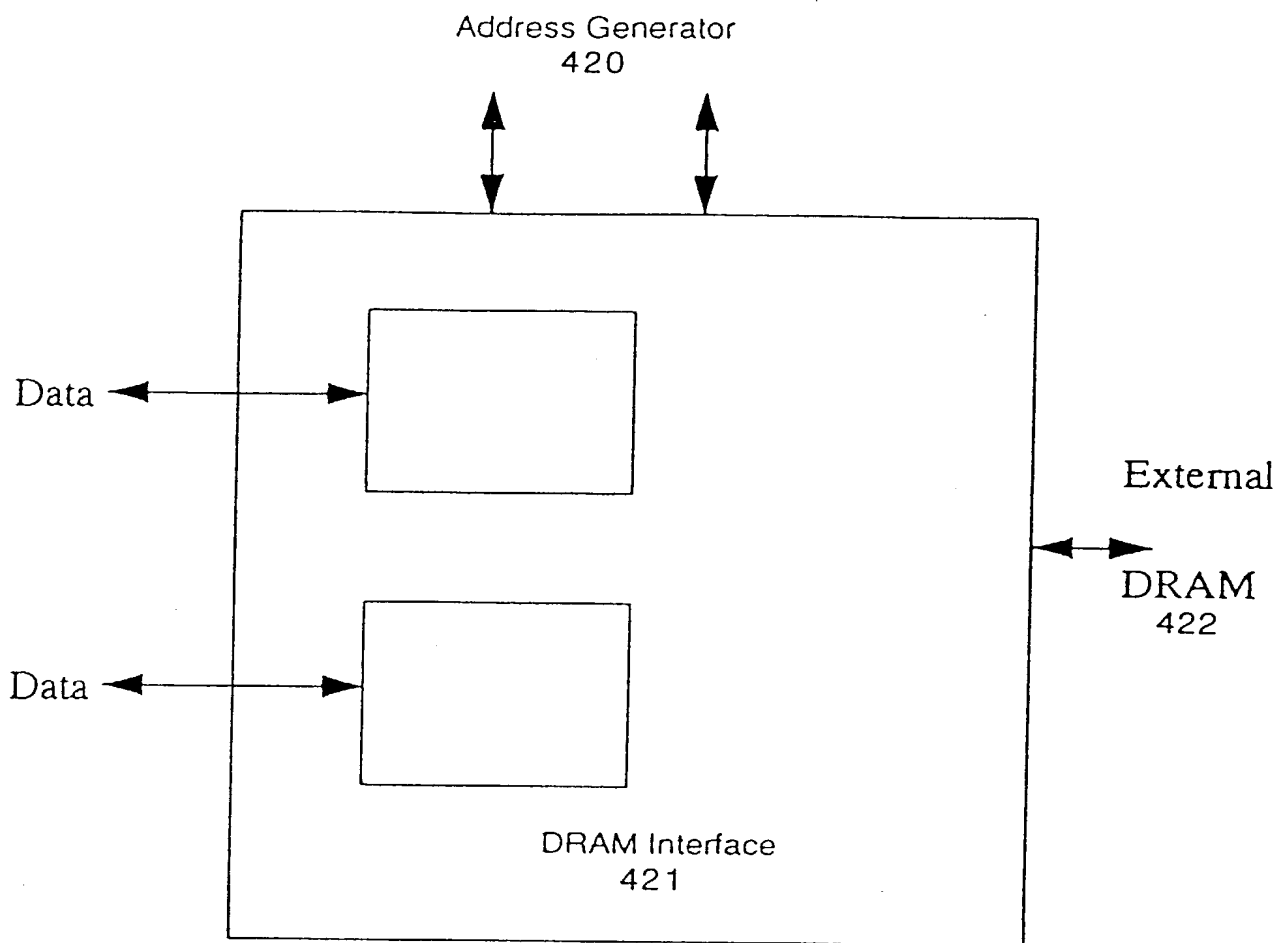 Address Generator
420
Data
External
DRAM
422
Data
DRAM Interface
421